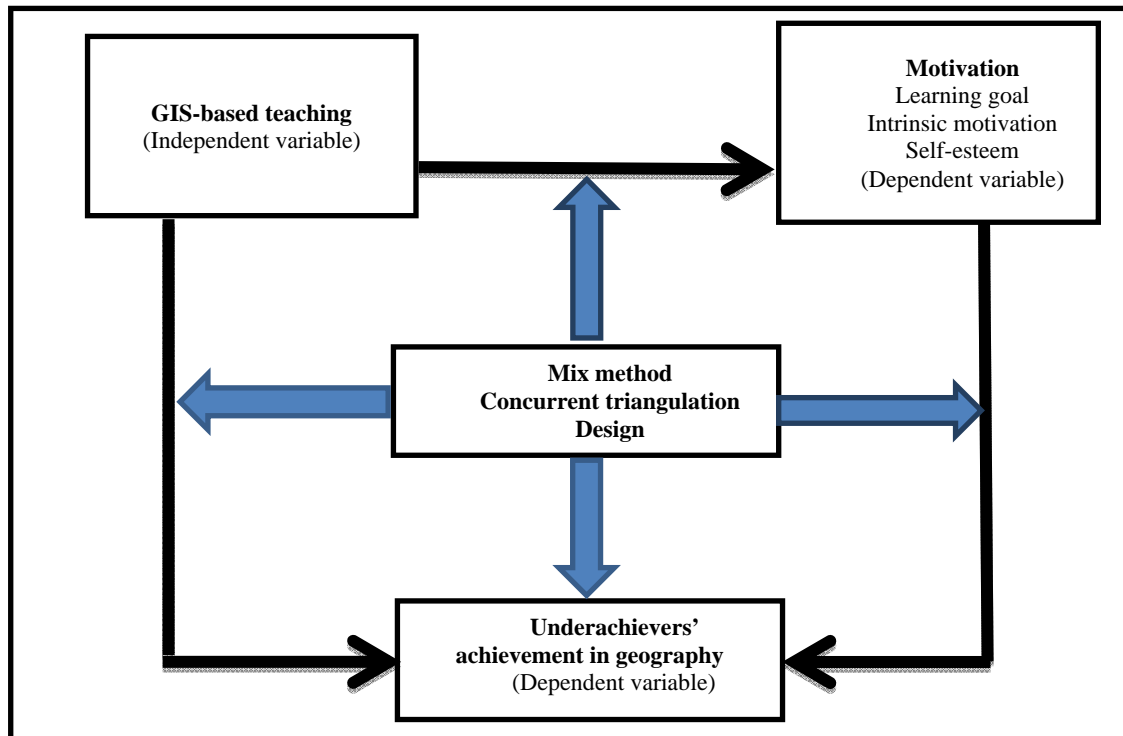 GIS-based teaching
(Independent variable)
Motivation
Learning goal
Intrinsic motivation
Self-esteem
(Dependent variable)
Mix method
Concurrent triangulation
Design
Underachievers’
achievement in geography
(Dependent variable)